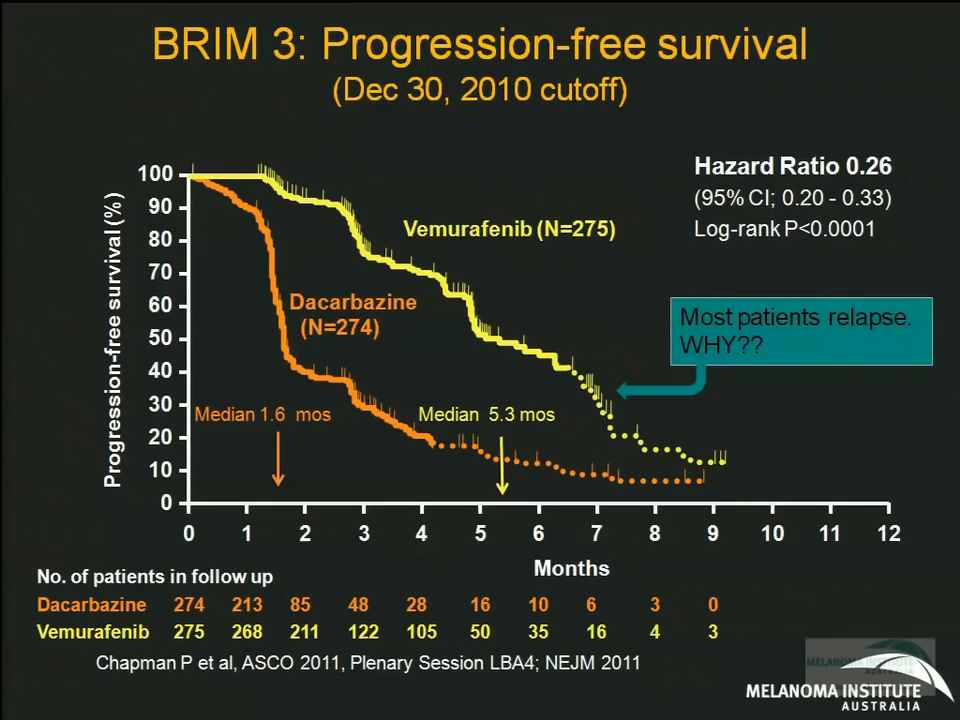 BRIM 3: Progression-free survival
(Dec 30, 2010 cutoff)
Hazard Ratio 0.26
(95% CI; 0.20 - 0.33)
Log-rank P<0.0001
Progression-free survival (%)
100
90
80
70
60
50
40
30
20
10
0
Vemurafenib (N=275)
Dacarbazine
(N=274)
Most patients relapse.
WHY??
Median 1.6 mos
Median 5.3 mos
0 1 2 3 4 5 6 7 8 9 10 11 12
Months
No. of patients in follow up
Dacarbazine 274 213 85 48 28 16 10 6 3 0
Vemurafenib 275 268 211 122 105 50 35 16 4 3
Chapman P et al, ASCO 2011, Plenary Session LBA4; NEJM 2011
MELANOMA INSTITUTE
MELANOMA INSTITUTE
AUSTRALIA